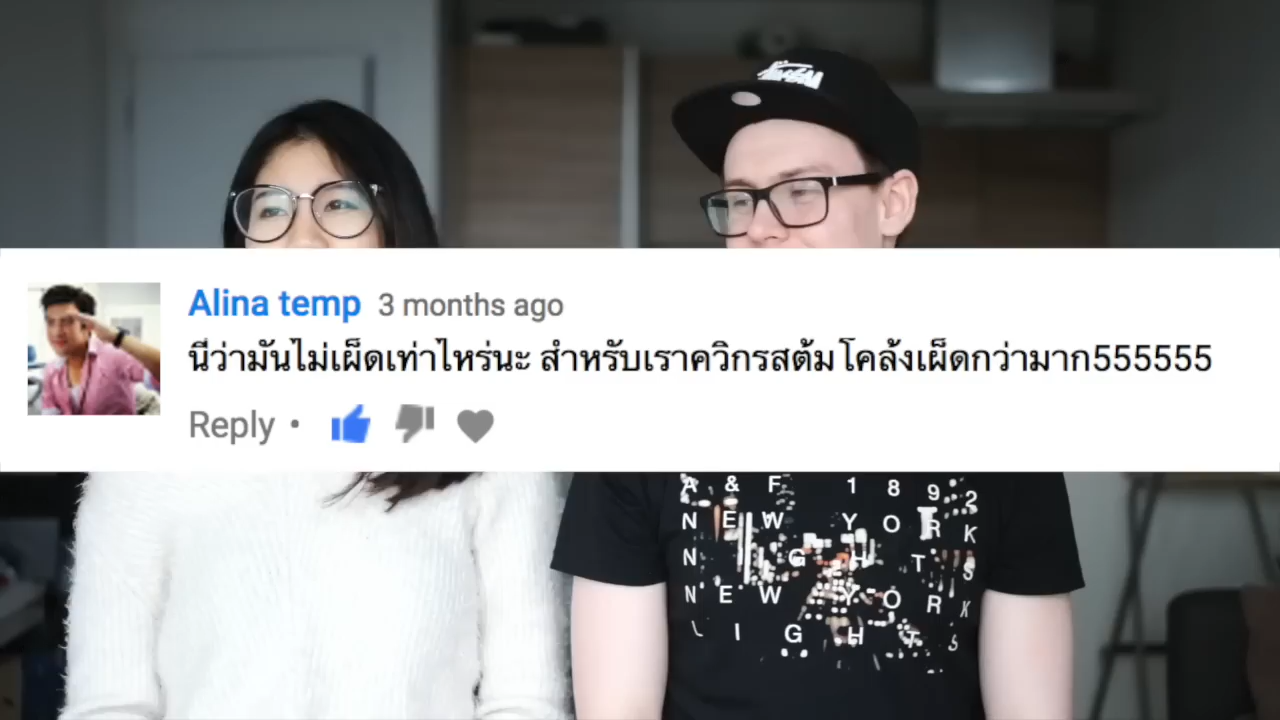 Alina temp 3 months ago
นีว่ามันไม่เผ็ดเท่าไหร่นะ สำหรับเราควิกรสต้มโคล้งเผ็ดกว่ามาก555555
Reply •
A & F 1 8 9 2
N E W Y O R K
N I G H T S
N E W Y O R K
L I G H T S